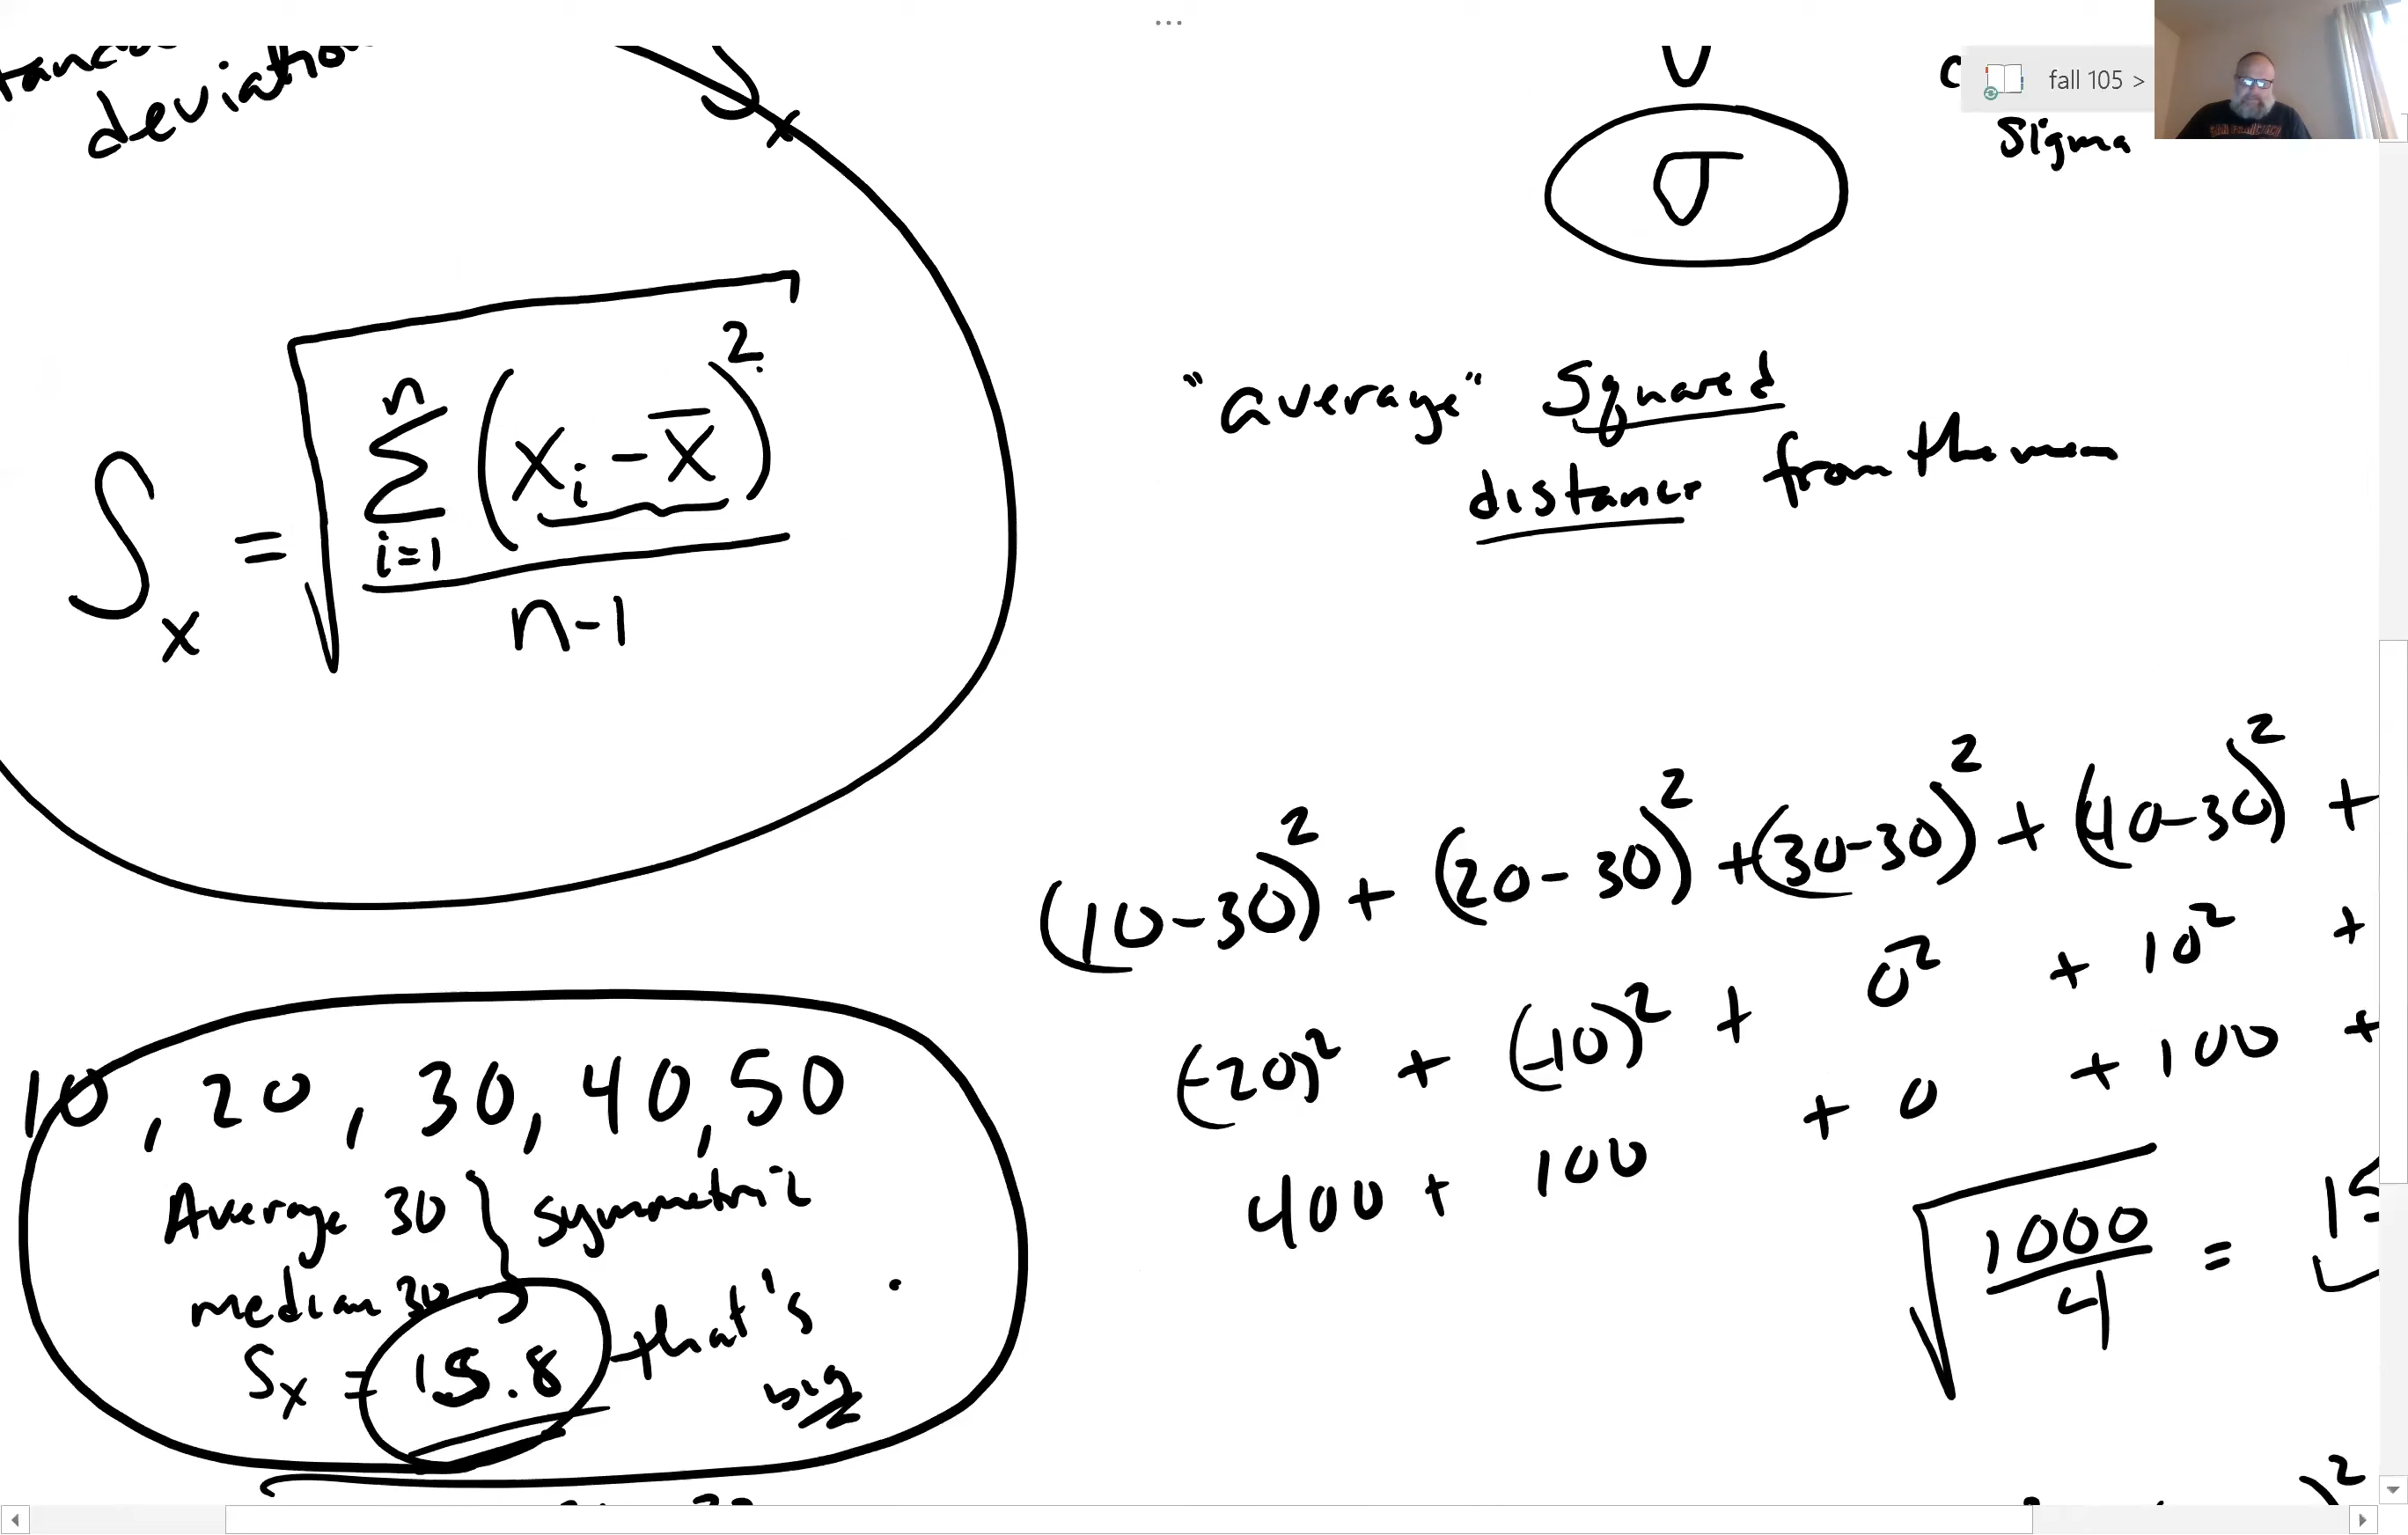 deviation
fall 105 >
Sigma
σ
S_x = √( Σ_{i=1}^{n} (x_i - x̄)² / (n-1) )
"average" Squared
distance from the mean
(10-30)² + (20-30)² + (30-30)² + (40-30)² +
(-20)² + (-10)² + 0² + 10² +
400 + 100 + 0 + 100 +
√(1000/4) =
10, 20, 30, 40, 50
Average 30 } symmetric
median 30
S_x = 15.8 that's
big